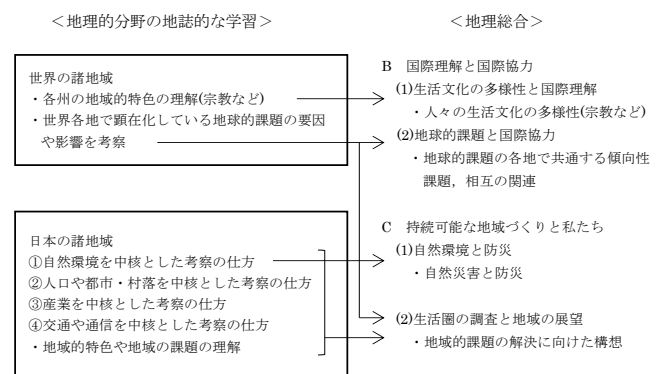 ＜地理的分野の地誌的な学習＞
＜地理総合＞
世界の諸地域
・各州の地域的特色の理解(宗教など)
・世界各地で顕在化している地球的課題の要因
や影響を考察
日本の諸地域
①自然環境を中核とした考察の仕方
②人口や都市・村落を中核とした考察の仕方
③産業を中核とした考察の仕方
④交通や通信を中核とした考察の仕方
・地域的特色や地域の課題の理解
B　国際理解と国際協力
(1)生活文化の多様性と国際理解
・人々の生活文化の多様性(宗教など)
(2)地球的課題と国際協力
・地球的課題の各地で共通する傾向性
課題，相互の関連
C　持続可能な地域づくりと私たち
(1)自然環境と防災
・自然災害と防災
(2)生活圏の調査と地域の展望
・地域的課題の解決に向けた構想